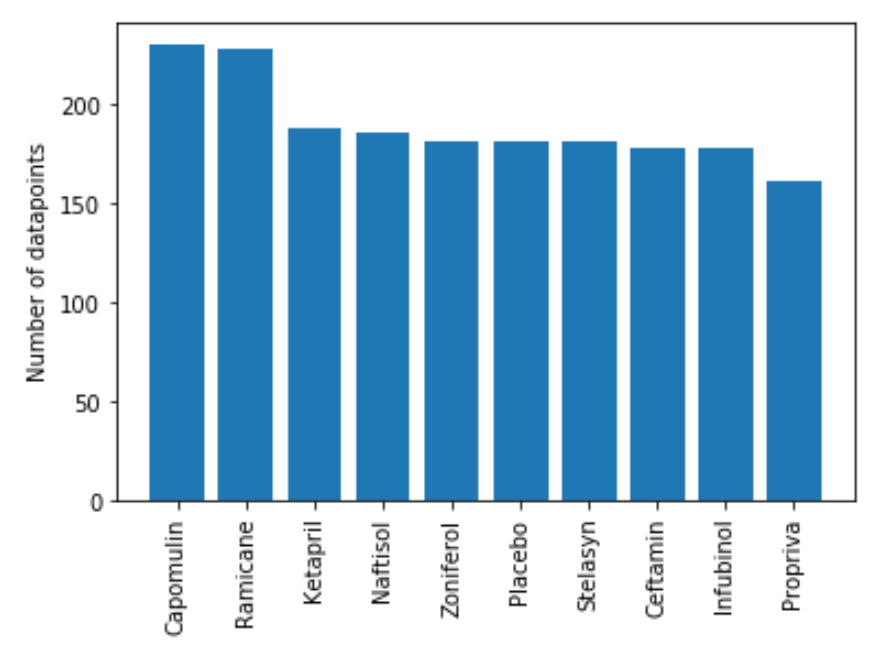 Number of datapoints
200
150
100
50
0
Capomulin
Ramicane
Ketapril
Naftisol
Zoniferol
Placebo
Stelasyn
Ceftamin
Infubinol
Propriva